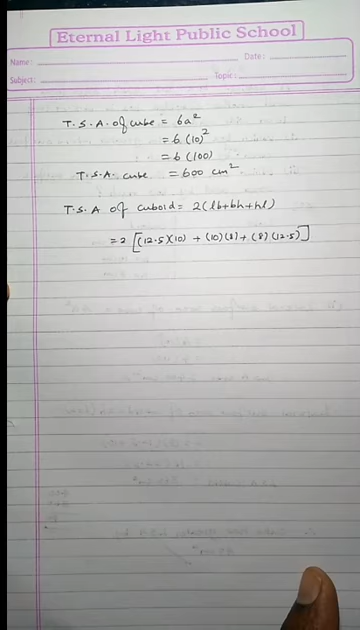 Eternal Light Public School
Name:
Date:
Subject:
Topic:
T.S.A. of cube = 6a²
= 6 (10)²
= 6 (100)
T.S.A. cube = 600 cm²
T.S.A of cuboid = 2(lb+bh+hl)
= 2 [(12.5)(10) + (10)(8) + (8)(12.5)]